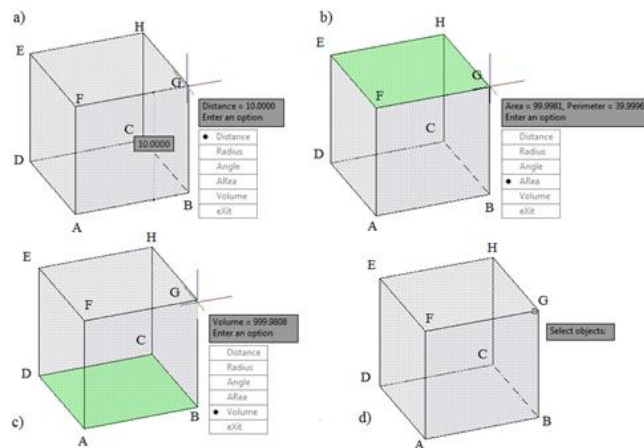 a)
H
E
G
F
Distance = 10.0000
Enter an option
C
10.0000
Distance
Radius
Angle
ARea
Volume
eXit
D
B
A
b)
H
E
G
F
Area = 99.9981, Perimeter = 39.9996
Enter an option
C
Distance
Radius
Angle
ARea
Volume
eXit
D
B
A
H
E
G
F
Volume = 999.9808
Enter an option
C
Distance
Radius
Angle
ARea
Volume
eXit
D
B
A
c)
H
E
G
F
Select objects:
C
D
B
A
d)